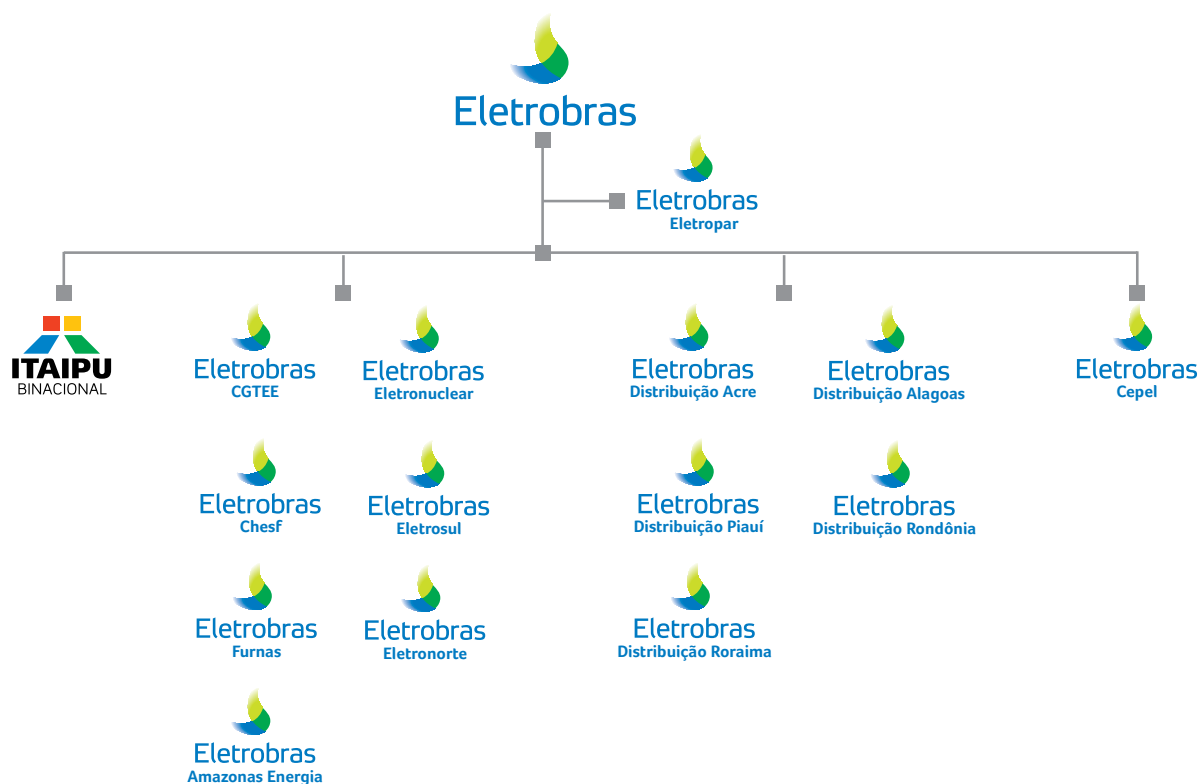 Eletrobras
Eletrobras
Eletropar
ITAIPU
BINACIONAL
Eletrobras
CGTEE
Eletrobras
Eletronuclear
Eletrobras
Distribuição Acre
Eletrobras
Distribuição Alagoas
Eletrobras
Cepel
Eletrobras
Chesf
Eletrobras
Eletrosul
Eletrobras
Distribuição Piauí
Eletrobras
Distribuição Rondônia
Eletrobras
Furnas
Eletrobras
Eletronorte
Eletrobras
Distribuição Roraima
Eletrobras
Amazonas Energia